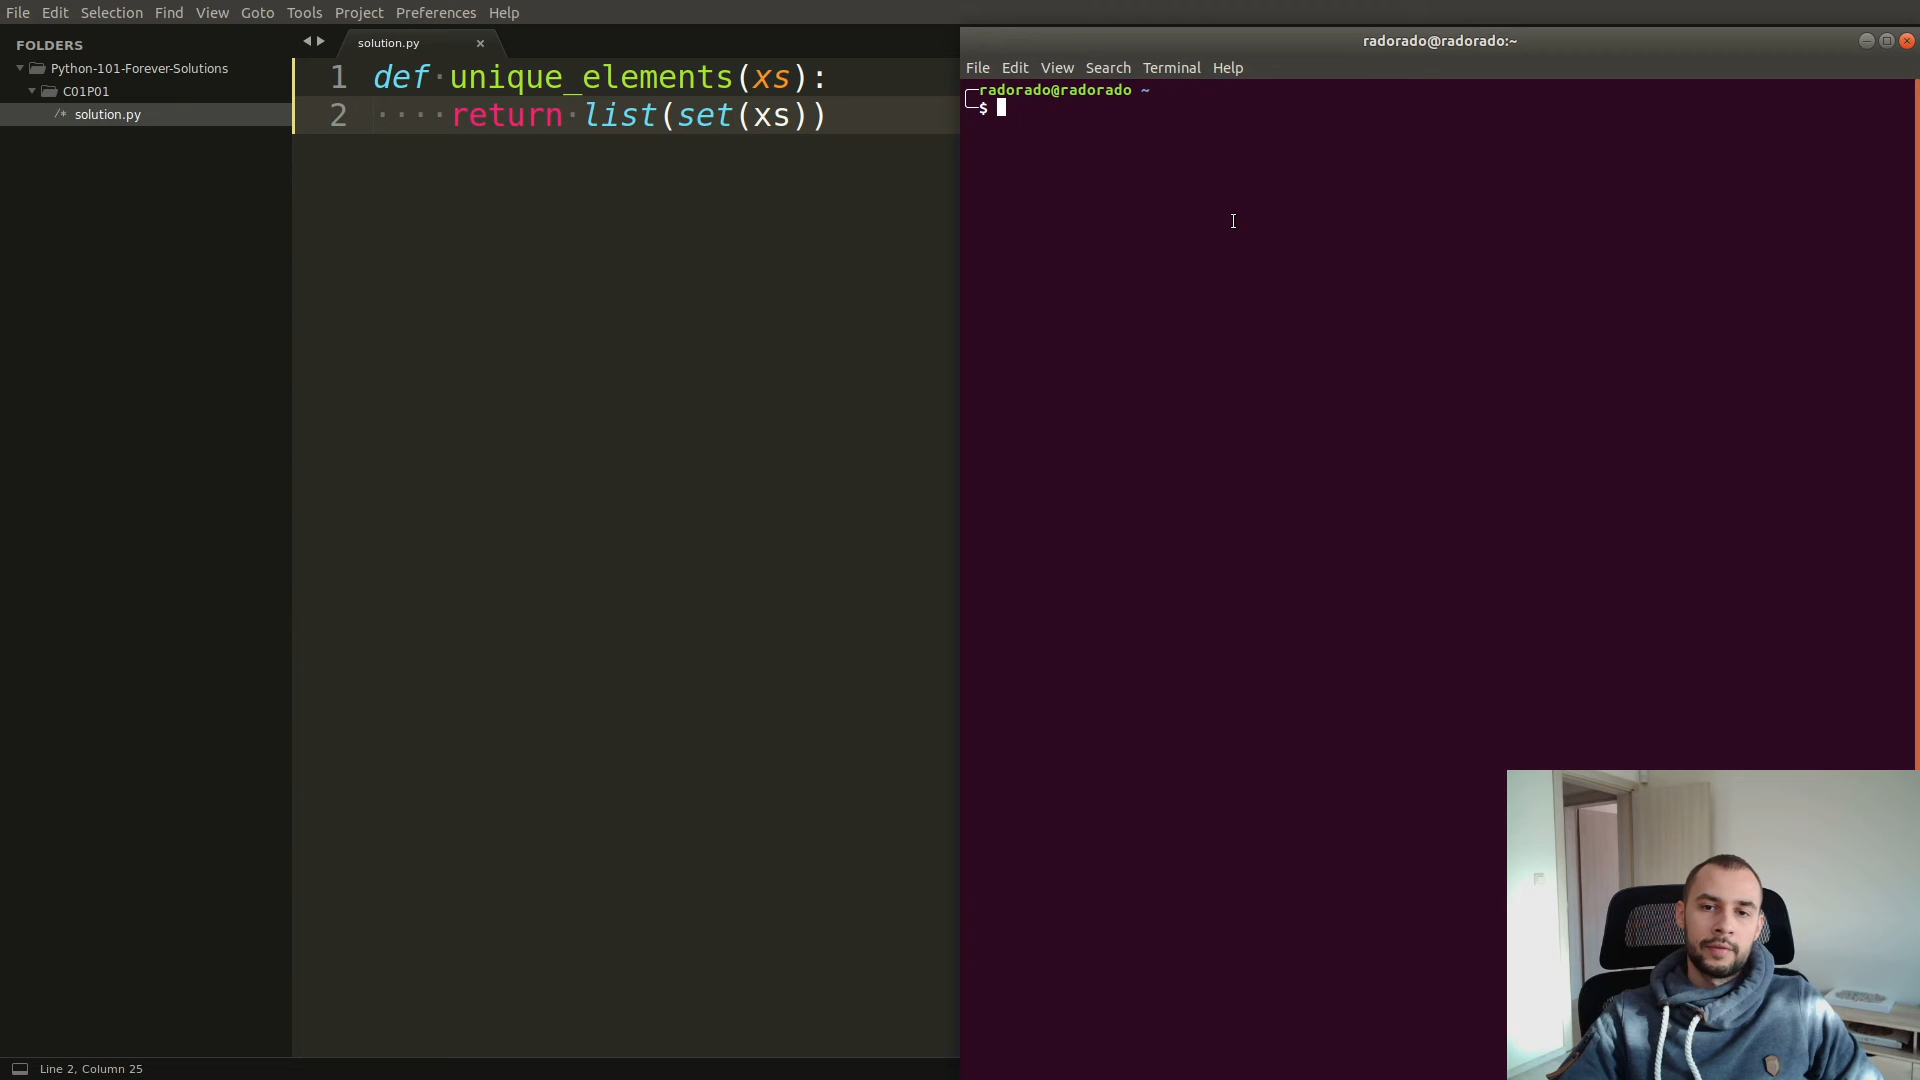 File Edit Selection Find View Goto Tools Project Preferences Help
FOLDERS
Python-101-Forever-Solutions
C01P01
/* solution.py
solution.py ×
1 def unique_elements(xs):
2 return list(set(xs))
Line 2, Column 25
radorado@radorado:~
File Edit View Search Terminal Help
radorado@radorado ~
$